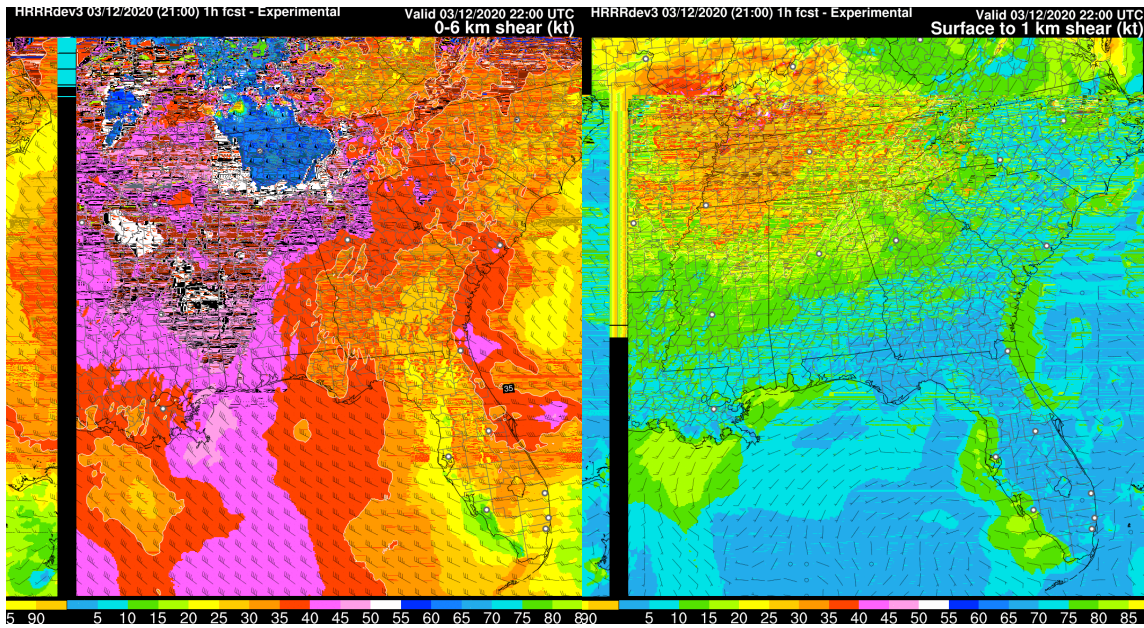 HRRRdev3 03/12/2020 (21:00) 1h fcst - Experimental
Valid 03/12/2020 22:00 UTC
0-6 km shear (kt)
HRRRdev3 03/12/2020 (21:00) 1h fcst - Experimental
Valid 03/12/2020 22:00 UTC
Surface to 1 km shear (kt)
35
5 90 5 10 15 20 25 30 35 40 45 50 55 60 65 70 75 80 8
90 5 10 15 20 25 30 35 40 45 50 55 60 65 70 75 80 85